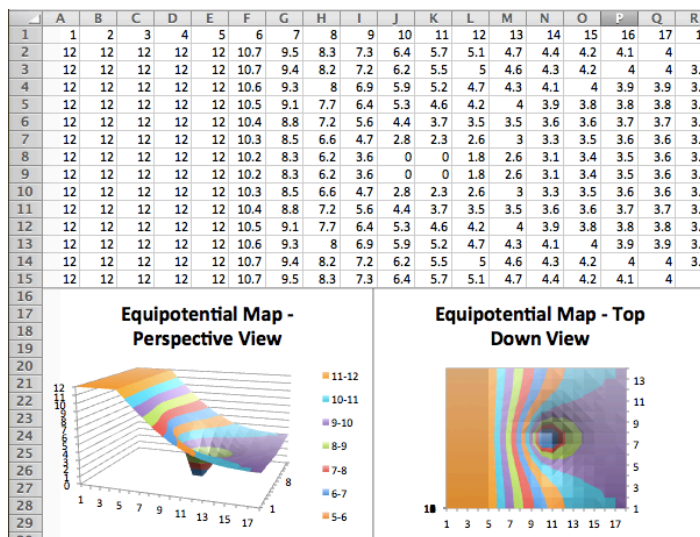 A B C D E F G H I J K L M N O P Q R
1 1 2 3 4 5 6 7 8 9 10 11 12 13 14 15 16 17
2 12 12 12 12 12 10.7 9.5 8.3 7.3 6.4 5.7 5.1 4.7 4.4 4.2 4.1 4
3 12 12 12 12 12 10.7 9.4 8.2 7.2 6.2 5.5 5 4.6 4.3 4.2 4 4 3.
4 12 12 12 12 12 10.6 9.3 8 6.9 5.9 5.2 4.7 4.3 4.1 4 3.9 3.9 3.
5 12 12 12 12 12 10.5 9.1 7.7 6.4 5.3 4.6 4.2 4 3.9 3.8 3.8 3.8 3.
6 12 12 12 12 12 10.4 8.8 7.2 5.6 4.4 3.7 3.5 3.5 3.6 3.6 3.7 3.7 3.
7 12 12 12 12 12 10.3 8.5 6.6 4.7 2.8 2.3 2.6 3 3.3 3.5 3.6 3.6 3.
8 12 12 12 12 12 10.2 8.3 6.2 3.6 0 0 1.8 2.6 3.1 3.4 3.5 3.6 3.
9 12 12 12 12 12 10.2 8.3 6.2 3.6 0 0 1.8 2.6 3.1 3.4 3.5 3.6 3.
10 12 12 12 12 12 10.3 8.5 6.6 4.7 2.8 2.3 2.6 3 3.3 3.5 3.6 3.6 3.
11 12 12 12 12 12 10.4 8.8 7.2 5.6 4.4 3.7 3.5 3.5 3.6 3.6 3.7 3.7 3.
12 12 12 12 12 12 10.5 9.1 7.7 6.4 5.3 4.6 4.2 4 3.9 3.8 3.8 3.8 3.
13 12 12 12 12 12 10.6 9.3 8 6.9 5.9 5.2 4.7 4.3 4.1 4 3.9 3.9 3.
14 12 12 12 12 12 10.7 9.4 8.2 7.2 6.2 5.5 5 4.6 4.3 4.2 4 4 3.
15 12 12 12 12 12 10.7 9.5 8.3 7.3 6.4 5.7 5.1 4.7 4.4 4.2 4.1 4
16
17
18
19
20
21
22
23
24
25
26
27
28
29
Equipotential Map -
Perspective View
12
11
10
9
8
7
6
5
4
3
2
1
0
1 3 5 7 9 11 13 15 17
1
8
11-12
10-11
9-10
8-9
7-8
6-7
5-6
Equipotential Map - Top
Down View
13
11
9
7
5
3
1
1 3 5 7 9 11 13 15 17